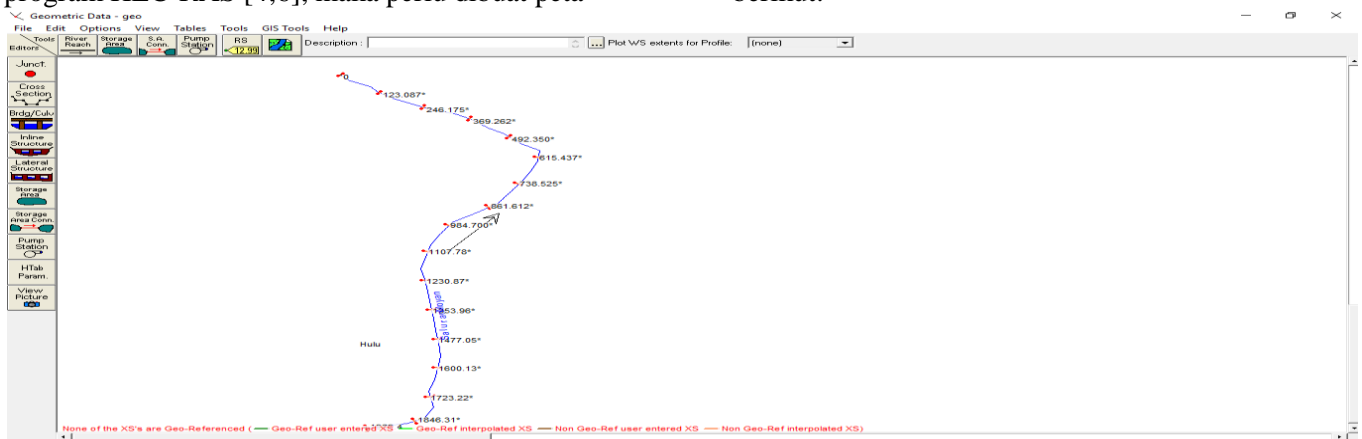 program HEC-RAS [4,6], maka perlu dibuat peta berikut:
Geometric Data - geo
File Edit Options View Tables Tools GIS Tools Help
Tools
Editors
River Reach
Storage Area
S.A. Conn.
Pump Station
RS
12.99
Description :
...
Plot WS extents for Profile:
(none)
Junct.
Cross Section
Brdg/Culv
Inline Structure
Lateral Structure
Storage Area
Storage Area Conn.
Pump Station
HTab Param.
View Picture
0
123.087*
246.175*
369.262*
492.350*
615.437*
738.525*
861.612*
984.700*
1107.78*
1230.87*
1353.96*
1477.05*
1600.13*
1723.22*
1846.31*
Hulu
None of the XS's are Geo-Referenced ( Geo-Ref user entered XS Geo-Ref interpolated XS Non Geo-Ref user entered XS Non Geo-Ref interpolated XS)